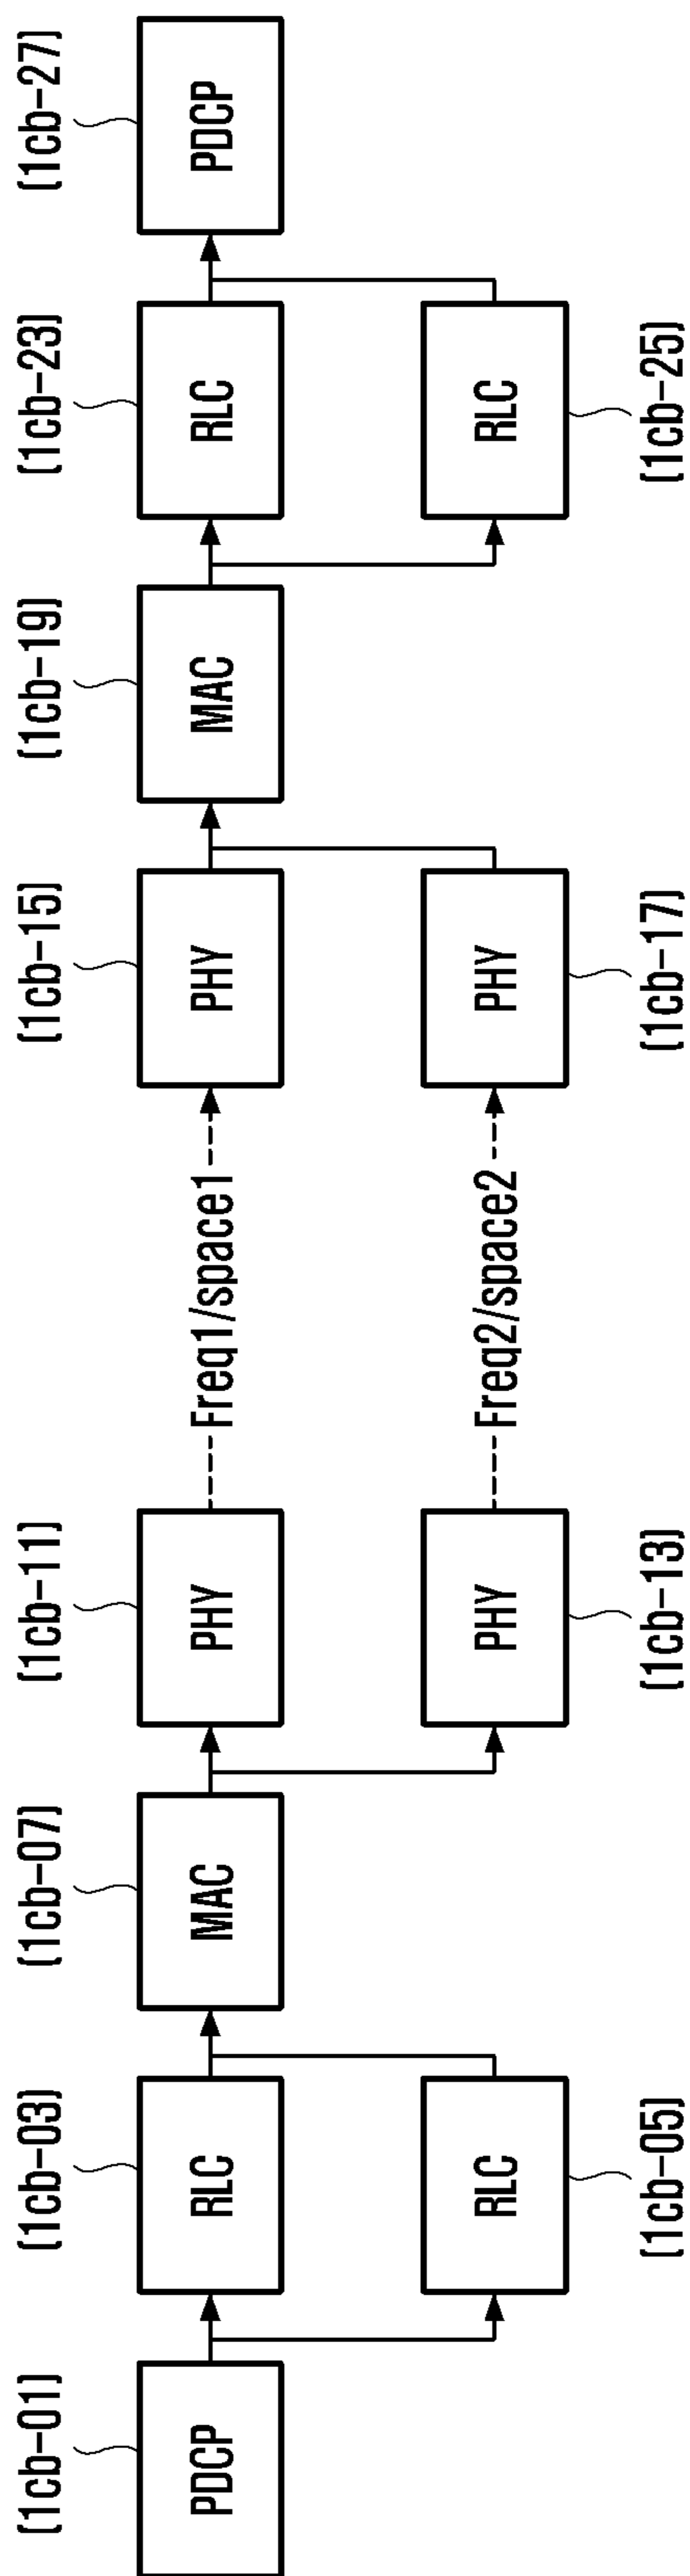 (1cb-01)
PDCP
(1cb-03)
RLC
RLC
(1cb-05)
(1cb-07)
MAC
(1cb-11)
PHY
PHY
(1cb-13)
Freq1/space1
Freq2/space2
(1cb-15)
PHY
PHY
(1cb-17)
(1cb-19)
MAC
(1cb-23)
RLC
RLC
(1cb-25)
(1cb-27)
PDCP